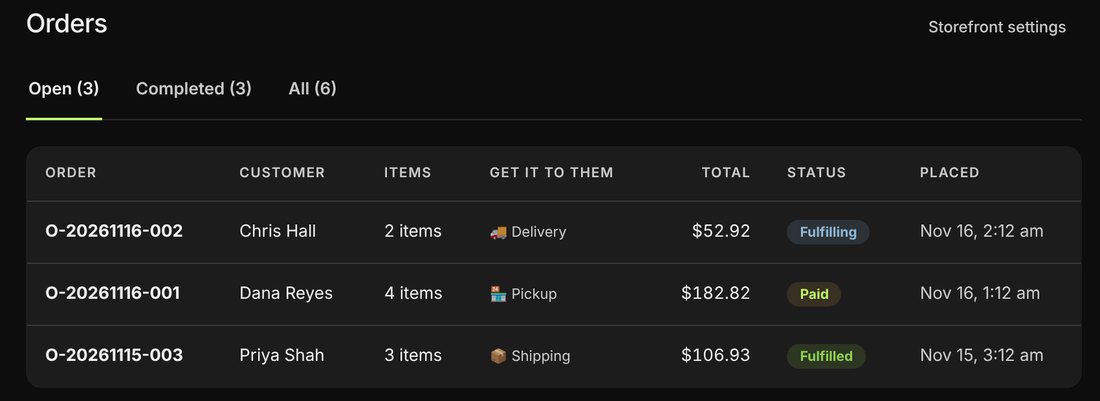 Orders
Storefront settings
Open (3) Completed (3) All (6)
ORDER CUSTOMER ITEMS GET IT TO THEM TOTAL STATUS PLACED
O-20261116-002 Chris Hall 2 items 🚚 Delivery $52.92 Fulfilling Nov 16, 2:12 am
O-20261116-001 Dana Reyes 4 items 🏪 Pickup $182.82 Paid Nov 16, 1:12 am
O-20261115-003 Priya Shah 3 items 📦 Shipping $106.93 Fulfilled Nov 15, 3:12 am